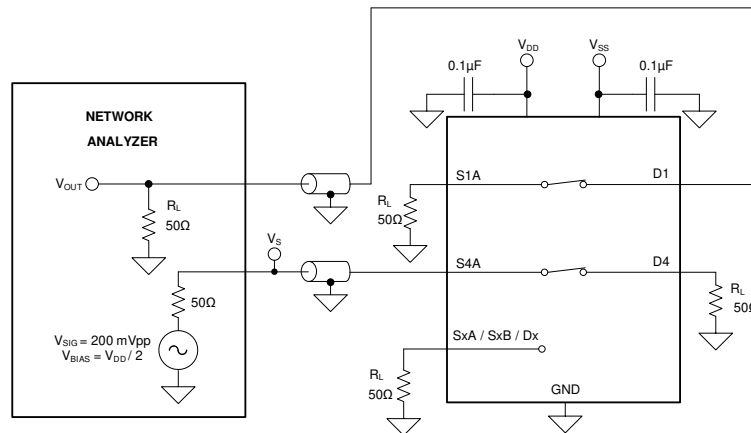 V_DD
V_SS
0.1µF
0.1µF
NETWORK
ANALYZER
V_OUT
R_L
50Ω
V_S
50Ω
V_SIG = 200 mVpp
V_BIAS = V_DD / 2
S1A
D1
R_L
50Ω
S4A
D4
R_L
50Ω
SxA / SxB / Dx
R_L
50Ω
GND